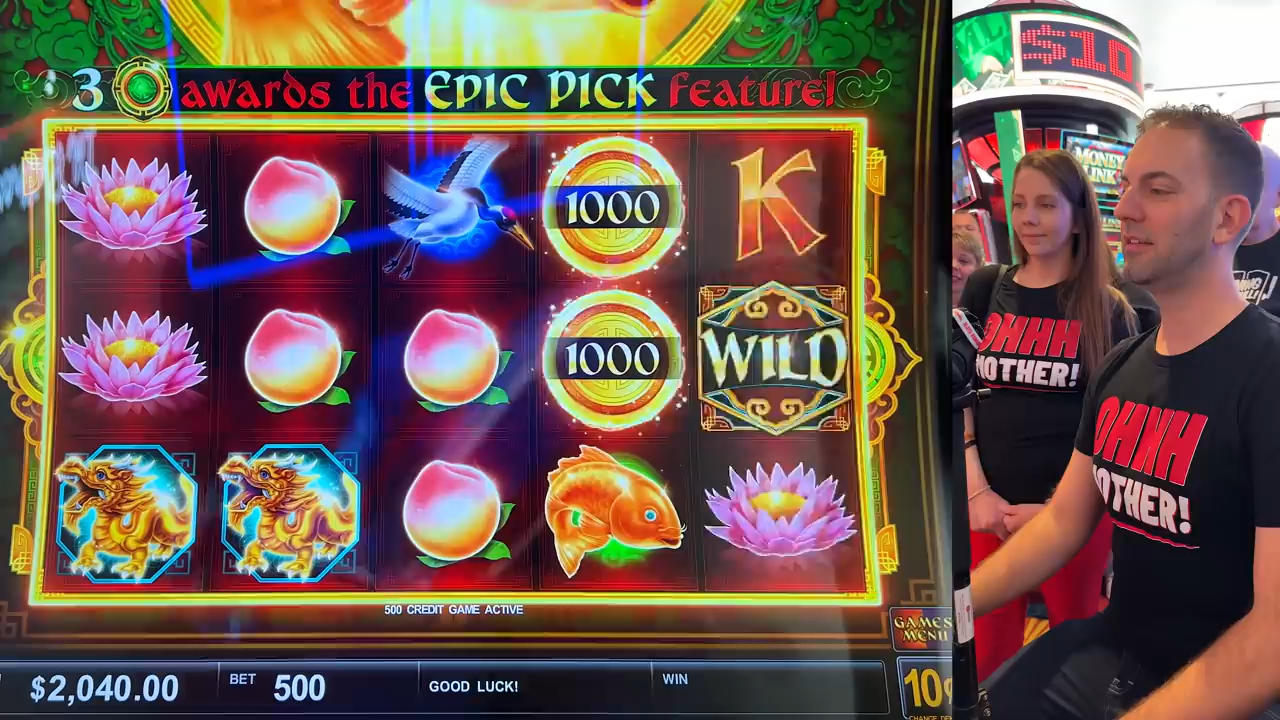 3 awards the EPIC PICK feature!
1000
K
1000
WILD
500 CREDIT GAME ACTIVE
GAMES
MENU
$2,040.00
BET 500
GOOD LUCK!
WIN
10¢
$10
MONEY
LINK
OHHH
MOTHER!
OHHH
MOTHER!